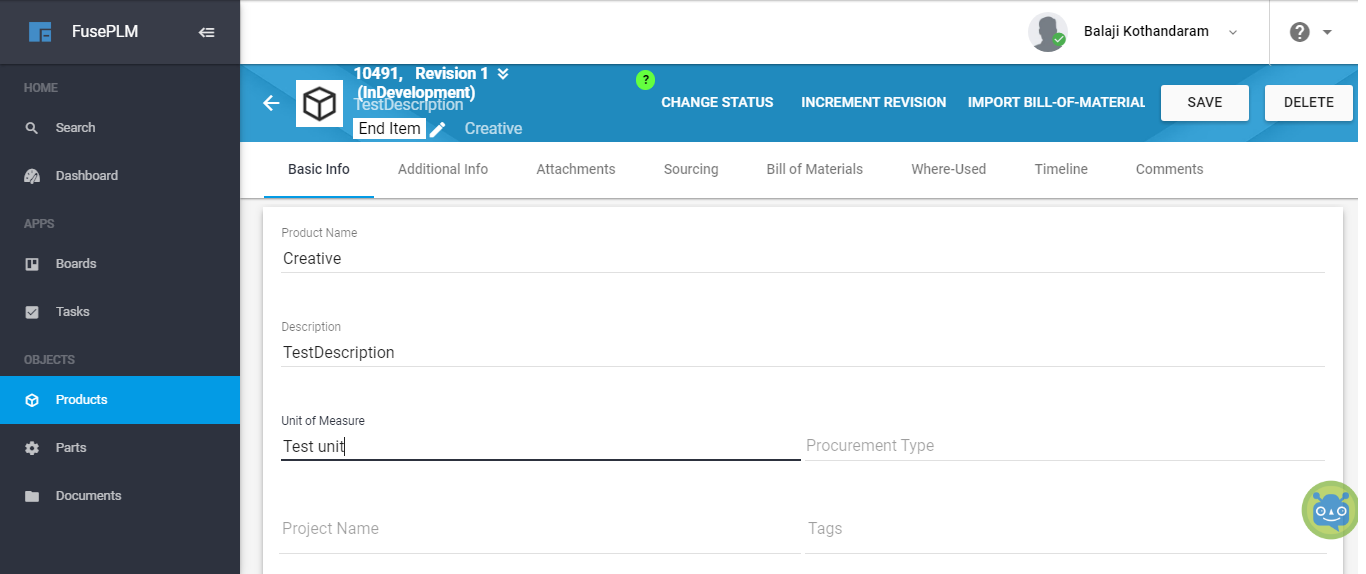 FusePLM
Balaji Kothandaram
?
HOME
Search
Dashboard
APPS
Boards
Tasks
OBJECTS
Products
Parts
Documents
10491, Revision 1
(InDevelopment)
TestDescription
End Item
Creative
?
CHANGE STATUS
INCREMENT REVISION
IMPORT BILL-OF-MATERIAL
SAVE
DELETE
Basic Info
Additional Info
Attachments
Sourcing
Bill of Materials
Where-Used
Timeline
Comments
Product Name
Creative
Description
TestDescription
Unit of Measure
Test unit
Procurement Type
Project Name
Tags